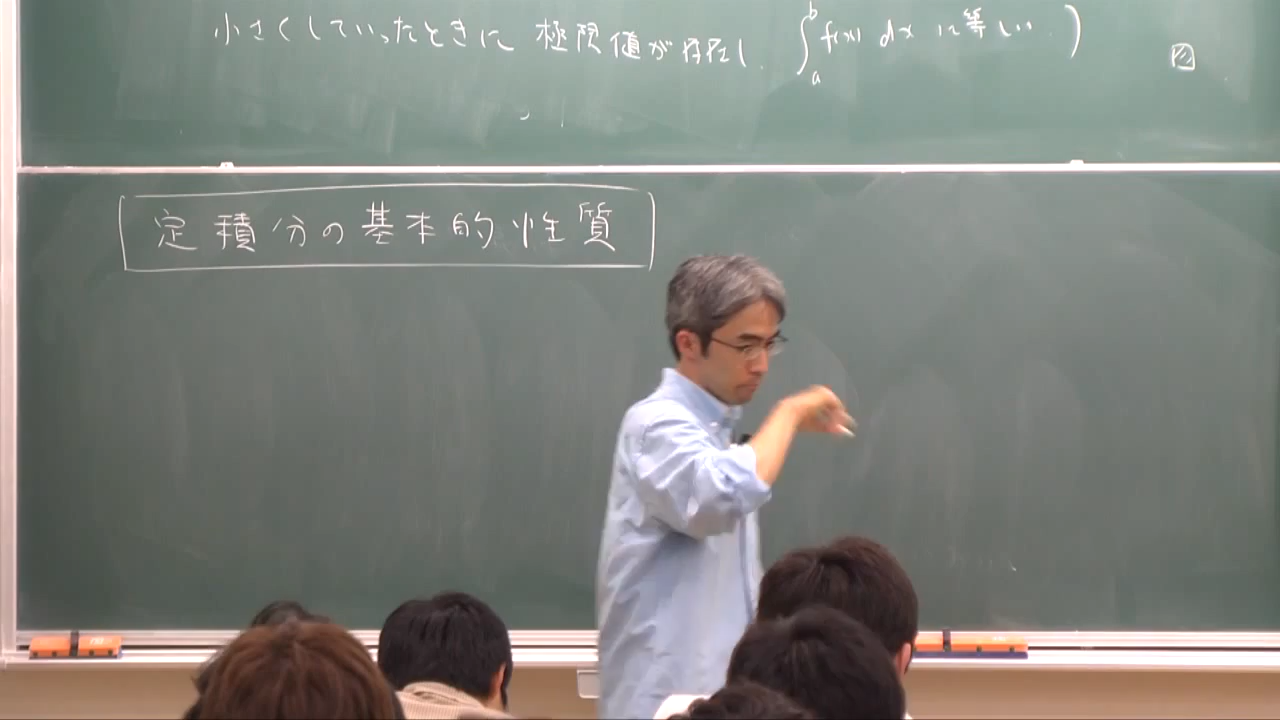 小さくしていったときに 極限値が存在し、 ∫_a^b f(x) dx に等しい.)
定積分の基本的性質